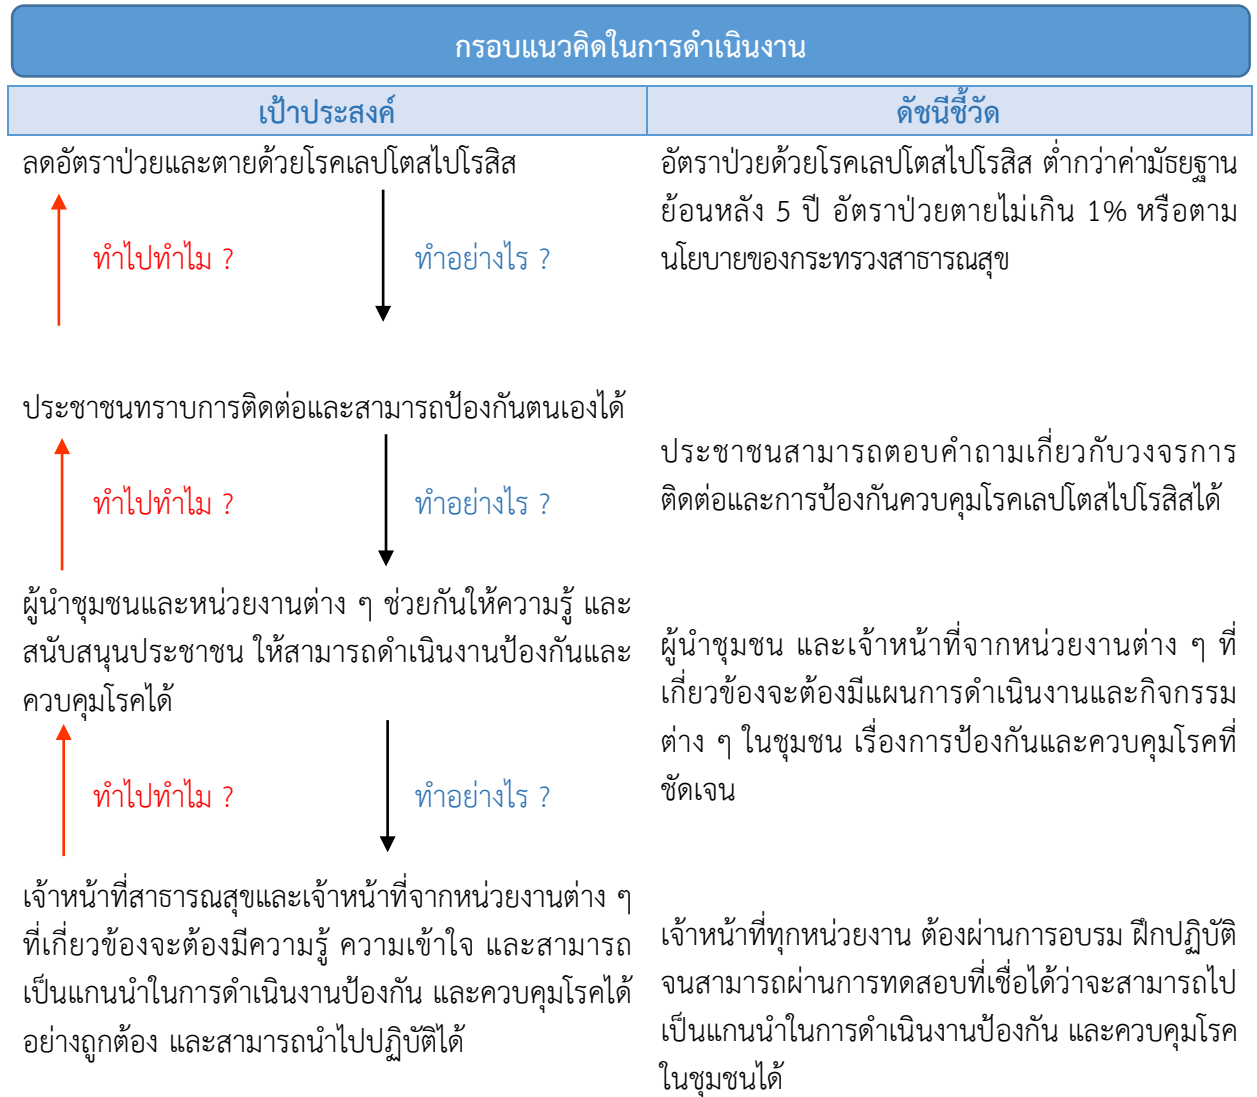 กรอบแนวคิดในการดำเนินงาน
เป้าประสงค์
ดัชนีชี้วัด
ลดอัตราป่วยและตายด้วยโรคเลปโตสไปโรสิส
อัตราป่วยด้วยโรคเลปโตสไปโรสิส ต่ำกว่าค่ามัธยฐาน
ย้อนหลัง 5 ปี อัตราป่วยตายไม่เกิน 1% หรือตาม
นโยบายของกระทรวงสาธารณสุข
ทำไปทำไม ?
ทำอย่างไร ?
ประชาชนทราบการติดต่อและสามารถป้องกันตนเองได้
ประชาชนสามารถตอบคำถามเกี่ยวกับวงจรการ
ติดต่อและการป้องกันควบคุมโรคเลปโตสไปโรสิสได้
ทำไปทำไม ?
ทำอย่างไร ?
ผู้นำชุมชนและหน่วยงานต่าง ๆ ช่วยกันให้ความรู้ และ
สนับสนุนประชาชน ให้สามารถดำเนินงานป้องกันและ
ควบคุมโรคได้
ผู้นำชุมชน และเจ้าหน้าที่จากหน่วยงานต่าง ๆ ที่
เกี่ยวข้องจะต้องมีแผนการดำเนินงานและกิจกรรม
ต่าง ๆ ในชุมชน เรื่องการป้องกันและควบคุมโรคที่
ชัดเจน
ทำไปทำไม ?
ทำอย่างไร ?
เจ้าหน้าที่สาธารณสุขและเจ้าหน้าที่จากหน่วยงานต่าง ๆ
ที่เกี่ยวข้องจะต้องมีความรู้ ความเข้าใจ และสามารถ
เป็นแกนนำในการดำเนินงานป้องกัน และควบคุมโรคได้
อย่างถูกต้อง และสามารถนำไปปฏิบัติได้
เจ้าหน้าที่ทุกหน่วยงาน ต้องผ่านการอบรม ฝึกปฏิบัติ
จนสามารถผ่านการทดสอบที่เชื่อได้ว่าจะสามารถไป
เป็นแกนนำในการดำเนินงานป้องกัน และควบคุมโรค
ในชุมชนได้